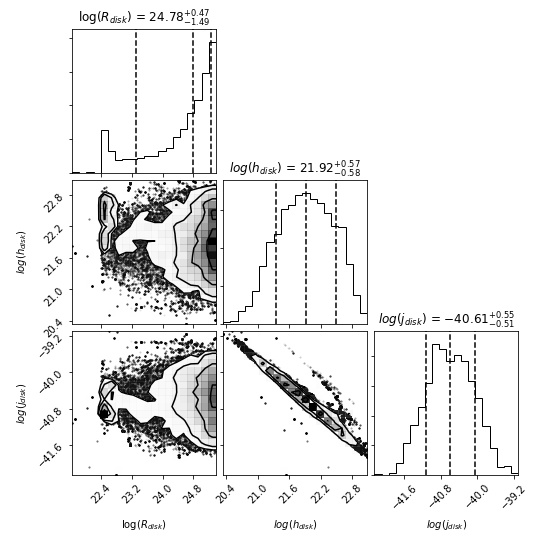 log(R_disk) = 24.78^{+0.47}_{−1.49}
log(h_disk) = 21.92^{+0.57}_{−0.58}
22.8
22.2
21.6
21.0
20.4
log(h_disk)
log(j_disk) = −40.61^{+0.55}_{−0.51}
−39.2
−40.0
−40.8
−41.6
log(j_disk)
22.4 23.2 24.0 24.8 20.4 21.0 21.6 22.2 22.8 −41.6 −40.8 −40.0 −39.2
log(R_disk) log(h_disk) log(j_disk)